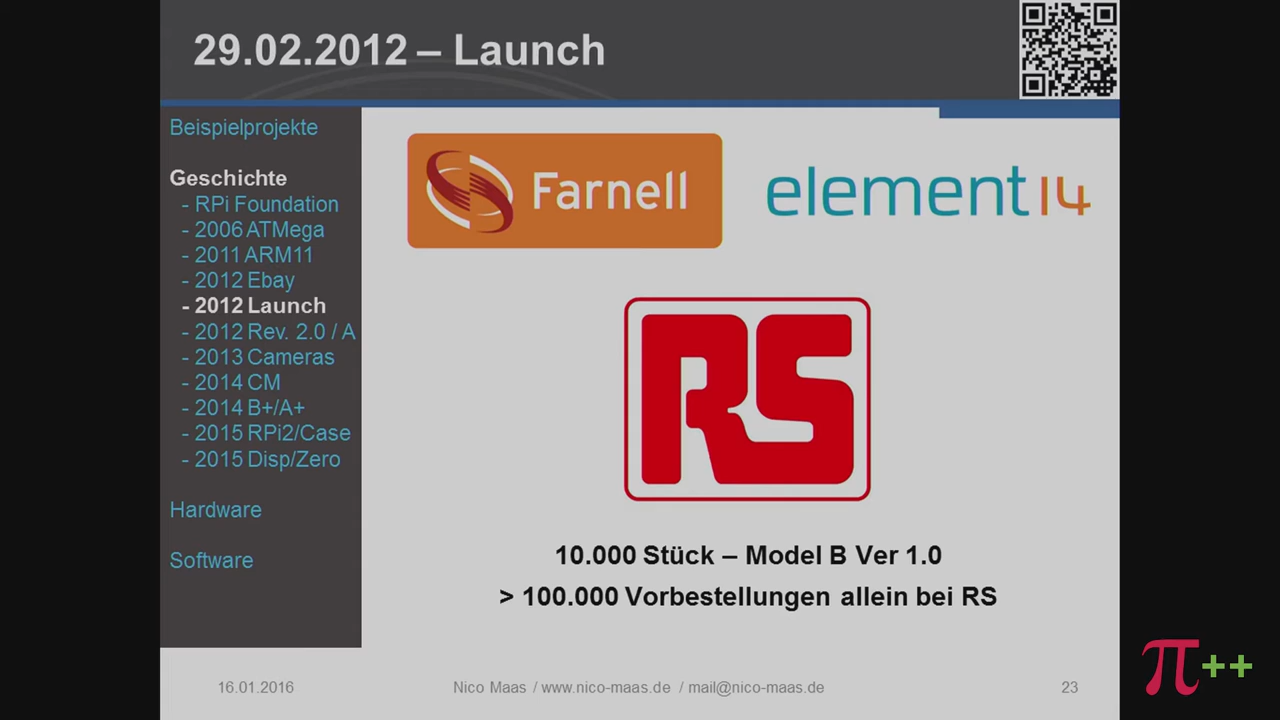 29.02.2012 – Launch
Beispielprojekte
Geschichte
- RPi Foundation
- 2006 ATMega
- 2011 ARM11
- 2012 Ebay
- 2012 Launch
- 2012 Rev. 2.0 / A
- 2013 Cameras
- 2014 CM
- 2014 B+/A+
- 2015 RPi2/Case
- 2015 Disp/Zero
Hardware
Software
Farnell
element14
RS
10.000 Stück – Model B Ver 1.0
> 100.000 Vorbestellungen allein bei RS
16.01.2016
Nico Maas / www.nico-maas.de / mail@nico-maas.de
23
π++